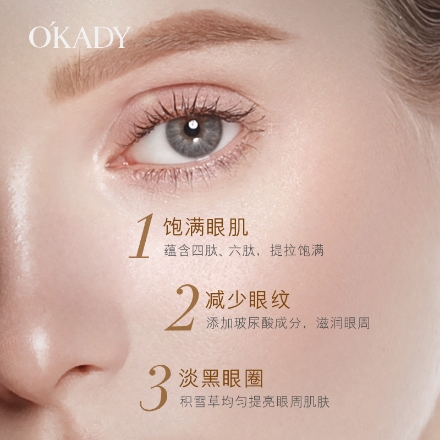 O'KADY
1 饱满眼肌
蕴含四肽、六肽，提拉饱满
2 减少眼纹
添加玻尿酸成分，滋润眼周
3 淡黑眼圈
积雪草均匀提亮眼周肌肤